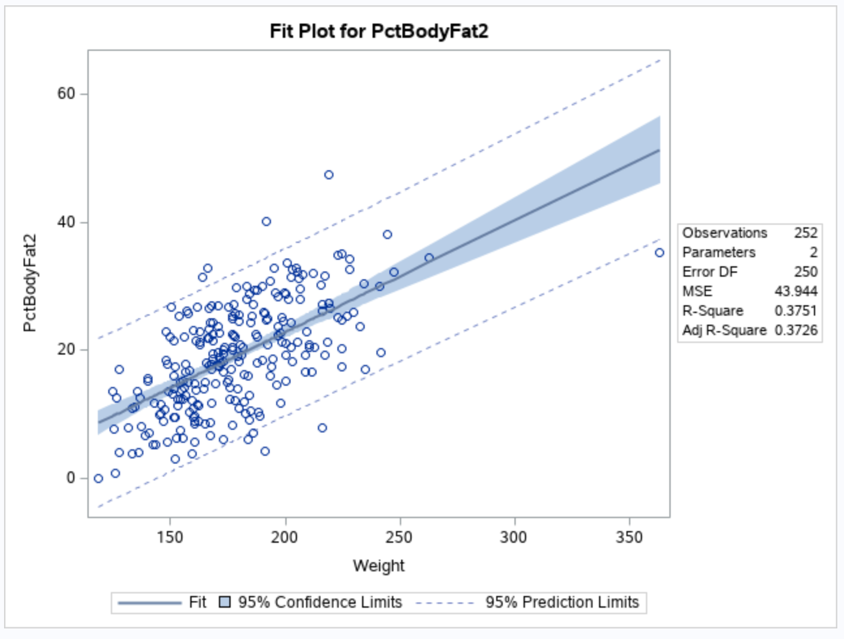 Fit Plot for PctBodyFat2
60
40
20
0
PctBodyFat2
150 200 250 300 350
Weight
Observations 252
Parameters 2
Error DF 250
MSE 43.944
R-Square 0.3751
Adj R-Square 0.3726
Fit 95% Confidence Limits 95% Prediction Limits